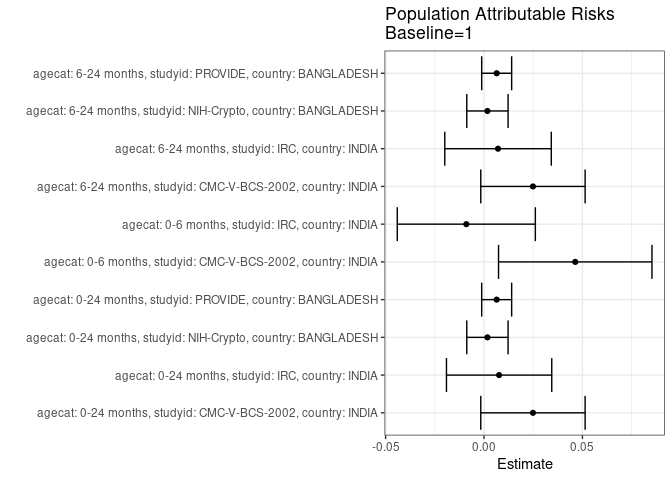 Population Attributable Risks
Baseline=1
agecat: 6-24 months, studyid: PROVIDE, country: BANGLADESH
agecat: 6-24 months, studyid: NIH-Crypto, country: BANGLADESH
agecat: 6-24 months, studyid: IRC, country: INDIA
agecat: 6-24 months, studyid: CMC-V-BCS-2002, country: INDIA
agecat: 0-6 months, studyid: IRC, country: INDIA
agecat: 0-6 months, studyid: CMC-V-BCS-2002, country: INDIA
agecat: 0-24 months, studyid: PROVIDE, country: BANGLADESH
agecat: 0-24 months, studyid: NIH-Crypto, country: BANGLADESH
agecat: 0-24 months, studyid: IRC, country: INDIA
agecat: 0-24 months, studyid: CMC-V-BCS-2002, country: INDIA
-0.05 0.00 0.05
Estimate